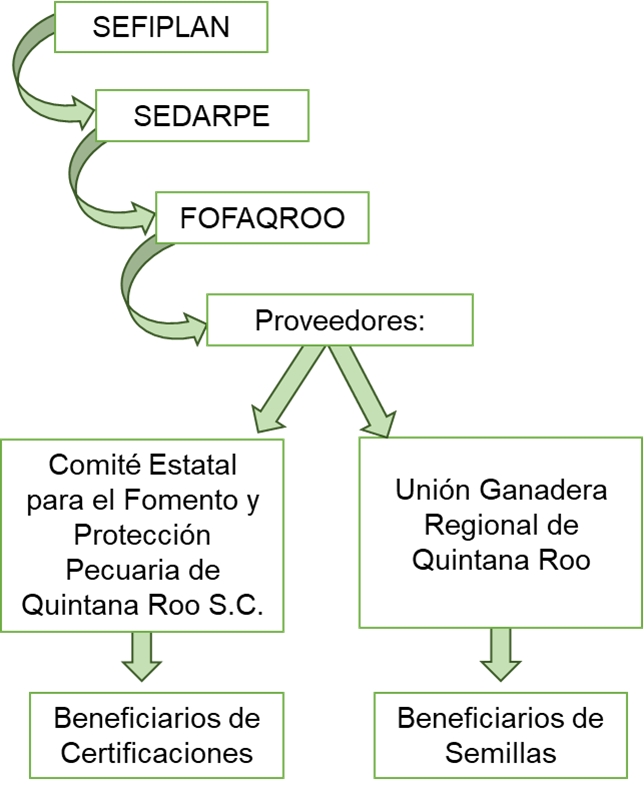 SEFIPLAN
SEDARPE
FOFAQROO
Proveedores:
Comité Estatal
para el Fomento y
Protección
Pecuaria de
Quintana Roo S.C.
Unión Ganadera
Regional de
Quintana Roo
Beneficiarios de
Certificaciones
Beneficiarios de
Semillas